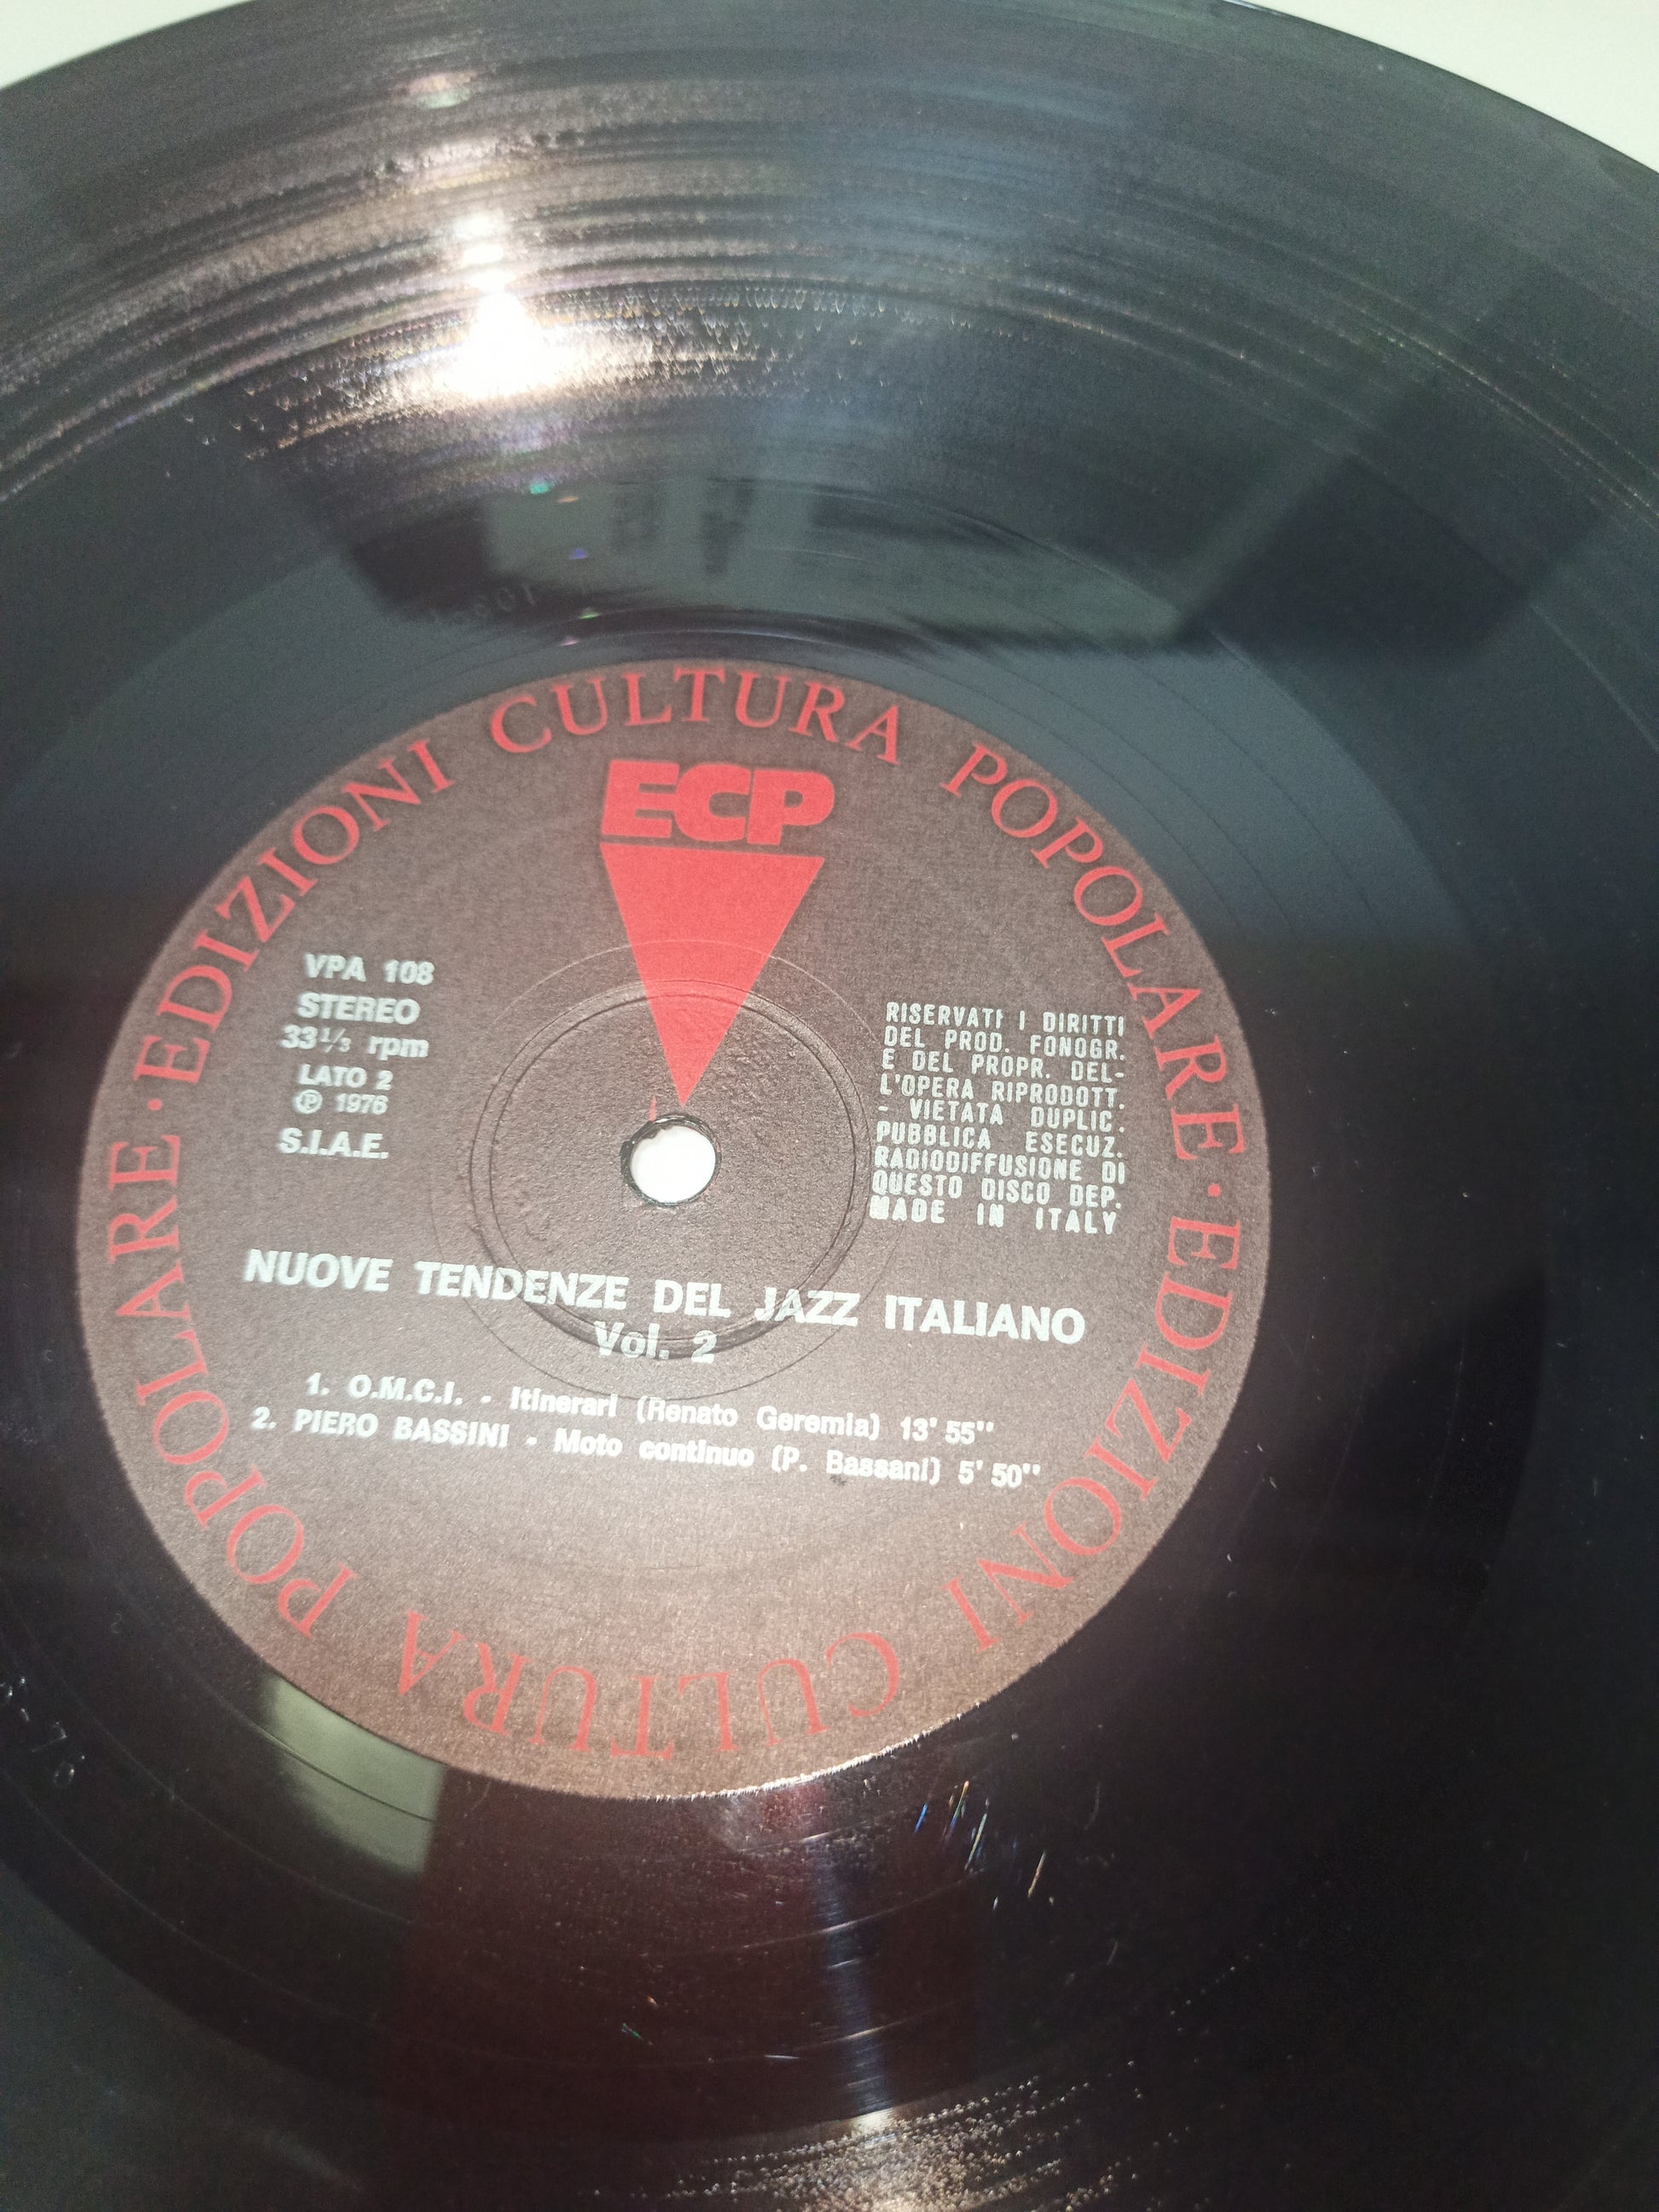 EDIZIONI CULTURA POPOLARE · EDIZIONI CULTURA POPOLARE ·
ECP
VPA 108
STEREO
33 1/3 rpm
LATO 2
Ⓟ 1976
S.I.A.E.
RISERVATI I DIRITTI
DEL PROD. FONOGR.
E DEL PROPR. DEL-
L'OPERA RIPRODOTT.
- VIETATA DUPLIC.
PUBBLICA ESECUZ.
RADIODIFFUSIONE DI
QUESTO DISCO DEP.
MADE IN ITALY
NUOVE TENDENZE DEL JAZZ ITALIANO
Vol. 2
1. O.M.C.I. - Itinerari (Renato Geremia) 13' 55''
2. PIERO BASSINI - Moto continuo (P. Bassani) 5' 50''